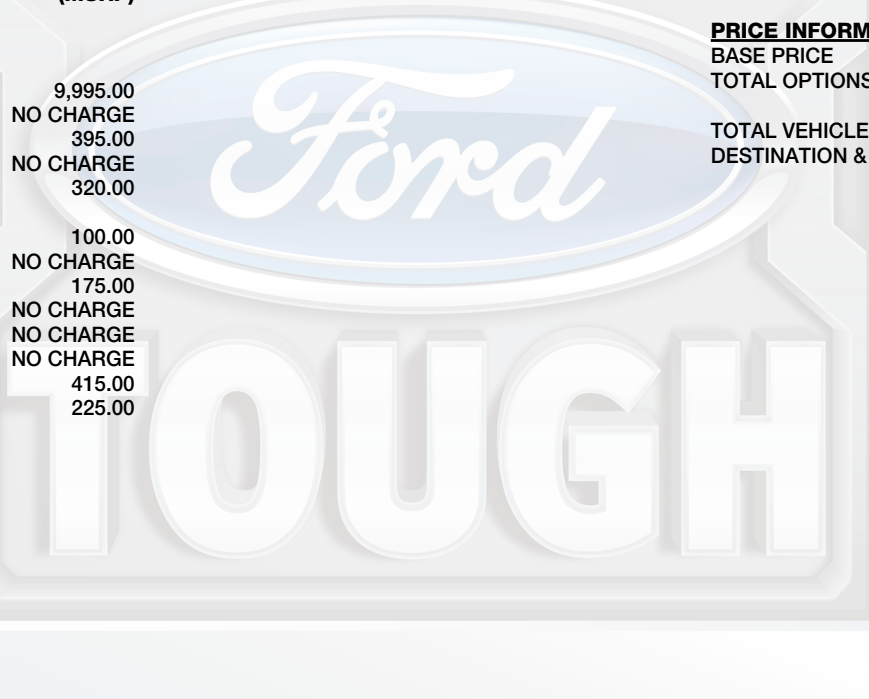 PRICE INFORM
BASE PRICE
TOTAL OPTIONS
TOTAL VEHICLE
DESTINATION &
9,995.00
NO CHARGE
395.00
NO CHARGE
320.00
100.00
NO CHARGE
175.00
NO CHARGE
NO CHARGE
NO CHARGE
415.00
225.00
Ford
TOUGH